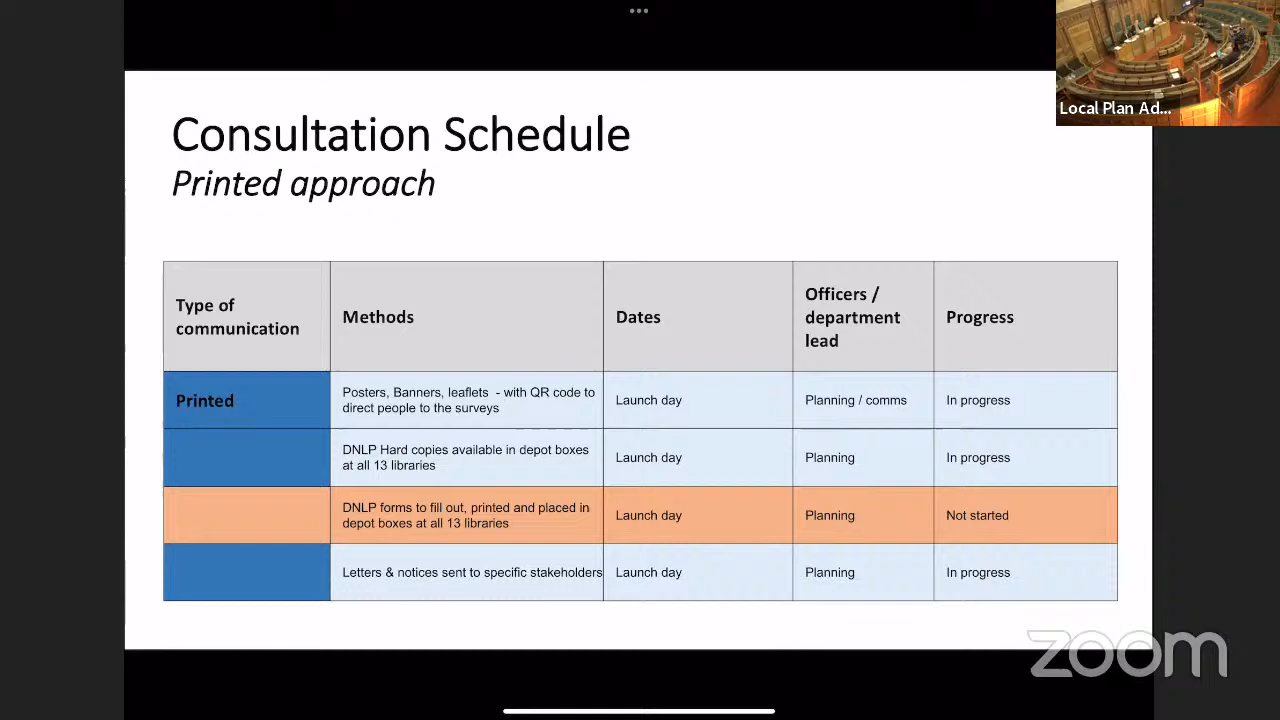 Local Plan Ad...
Consultation Schedule
Printed approach
Type of
communication
Methods
Dates
Officers /
department
lead
Progress
Printed
Posters, Banners, leaflets - with QR code to
direct people to the surveys
Launch day
Planning / comms
In progress
DNLP Hard copies available in depot boxes
at all 13 libraries
Launch day
Planning
In progress
DNLP forms to fill out, printed and placed in
depot boxes at all 13 libraries
Launch day
Planning
Not started
Letters & notices sent to specific stakeholders
Launch day
Planning
In progress
zoom